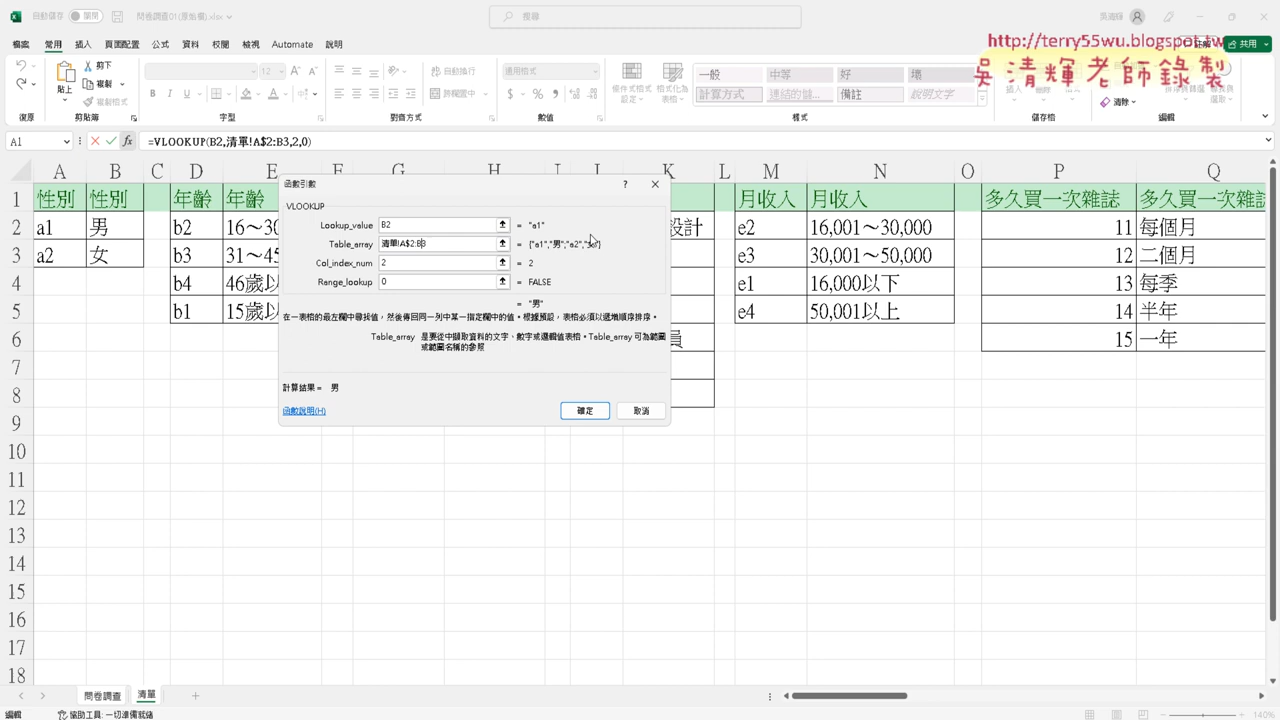 自動儲存 關閉 問卷調查01(原始檔).xlsx 搜尋 吳清輝
http://terry55wu.blogspot.tw
吳清輝老師錄製
檔案 常用 插入 頁面配置 公式 資料 校閱 檢視 Automate 說明 共用
剪下
複製
複製格式
貼上
自動換行
通用格式
條件式格式設定 格式化為表格
一般 中等 好 壞
計算方式 連結的儲... 備註 說明文字
插入
清除
復原 剪貼簿 字型 對齊方式 數值 樣式 儲存格 編輯
A1 fx =VLOOKUP(B2,清單!A$2:B3,2,0)
A B C D E F G H I J K L M N O P Q
1 性別 性別 年齡 年齡 月收入 月收入 多久買一次雜誌 多久買一次雜誌
2 a1 男 b2 16～30 設計 e2 16,001～30,000 11 每個月
3 a2 女 b3 31～45 e3 30,001～50,000 12 二個月
4 b4 46歲以 e1 16,000以下 13 每季
5 b1 15歲以 e4 50,001以上 14 半年
6 員 15 一年
7
8
9
10
11
12
13
14
15
16
17
18
函數引數 ?
VLOOKUP
Lookup_value B2 = "a1"
Table_array 清單!A$2:B3 = {"a1","男";"a2","女"}
Col_index_num 2 = 2
Range_lookup 0 = FALSE
= "男"
在一表格的最左欄中尋找值，然後傳回同一列中某一指定欄中的值。根據預設，表格必須以遞增順序排序。
Table_array 是要從中擷取資料的文字、數字或邏輯值表格。Table_array 可為範圍
或範圍名稱的參照
計算結果 = 男
函數說明(H) 確定 取消
問卷調查 清單
編輯 協助工具: 一切準備就緒 140%